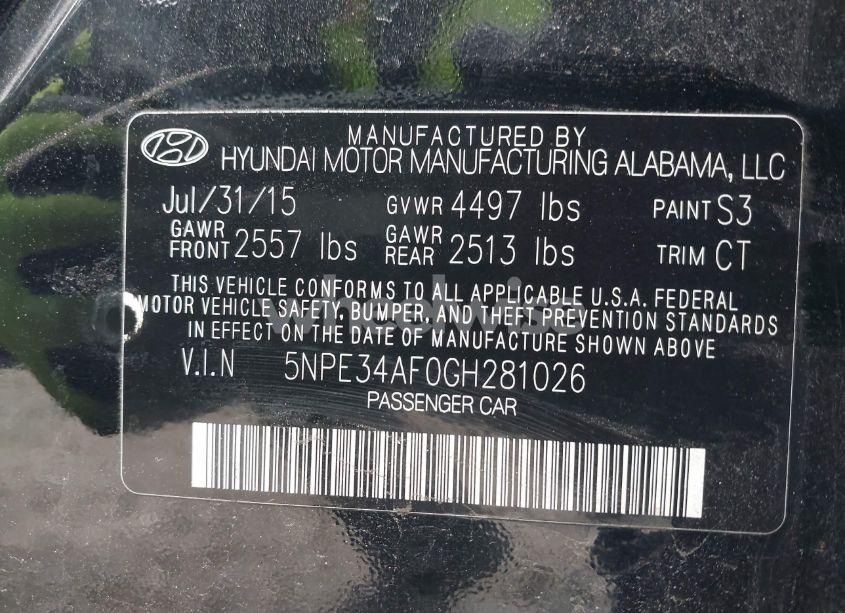 MANUFACTURED BY
HYUNDAI MOTOR MANUFACTURING ALABAMA, LLC
Jul/31/15 GVWR 4497 lbs PAINT S3
GAWR FRONT 2557 lbs GAWR REAR 2513 lbs TRIM CT
THIS VEHICLE CONFORMS TO ALL APPLICABLE U.S.A. FEDERAL
MOTOR VEHICLE SAFETY, BUMPER, AND THEFT PREVENTION STANDARDS
IN EFFECT ON THE DATE OF MANUFACTURE SHOWN ABOVE
V.I.N 5NPE34AF0GH281026
PASSENGER CAR